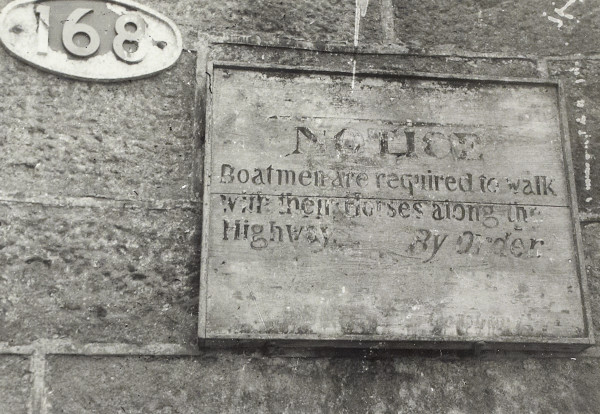 168
NOTICE
Boatmen are required to walk
with their Horses along the
Highway. By Order